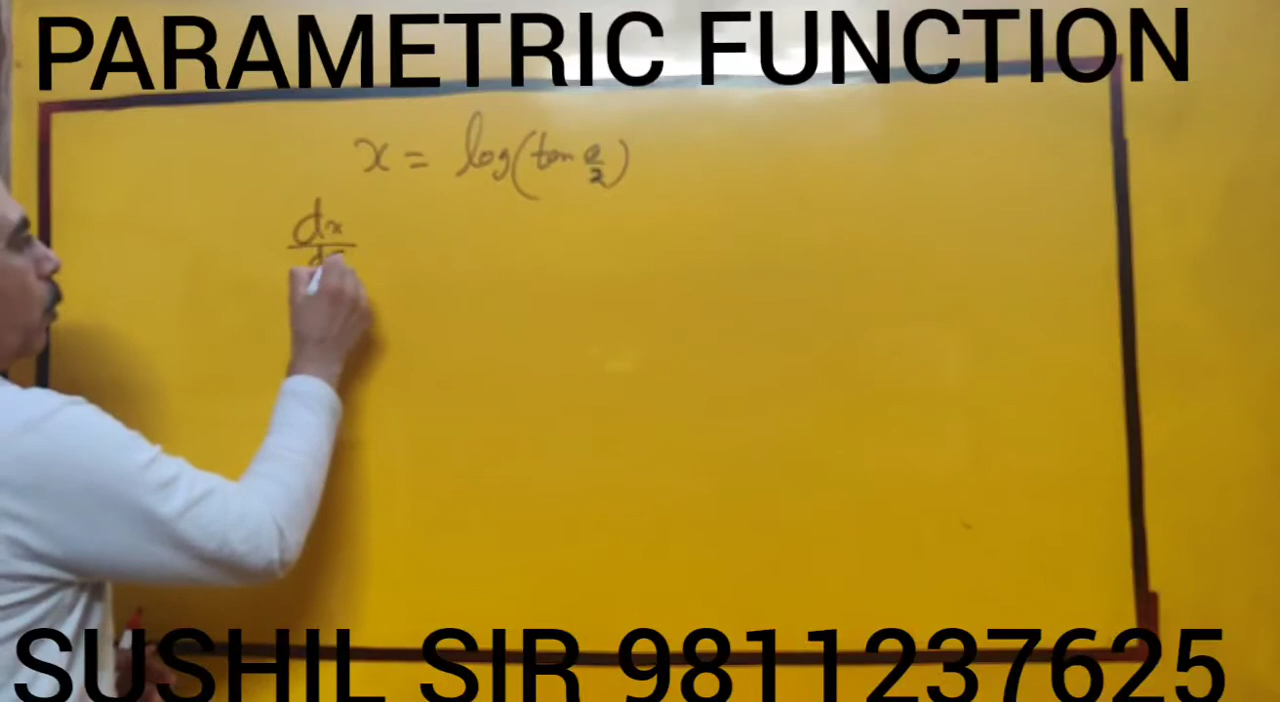 PARAMETRIC FUNCTION
x = log(tan θ/2)
dx
SUSHIL SIR 9811237625